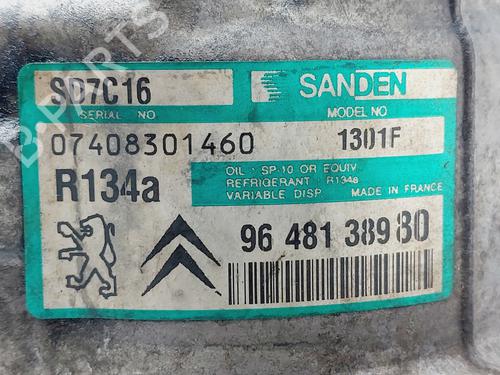 SD7C16
SANDEN
SERIAL NO
MODEL NO
07408301460
1301F
R134a
OIL : SP-10 OR EQUIV
REFRIGERANT : R134a
VARIABLE DISP MADE IN FRANCE
96 481 389 80
B-PARTS